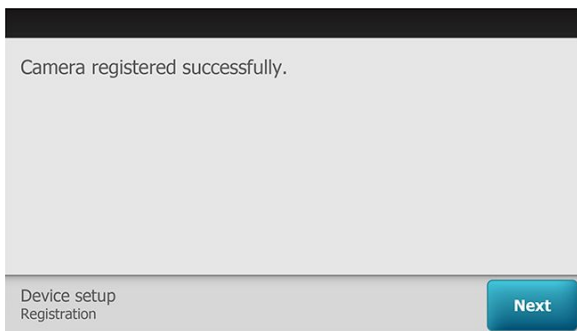 Camera registered successfully.
Device setup
Registration
Next